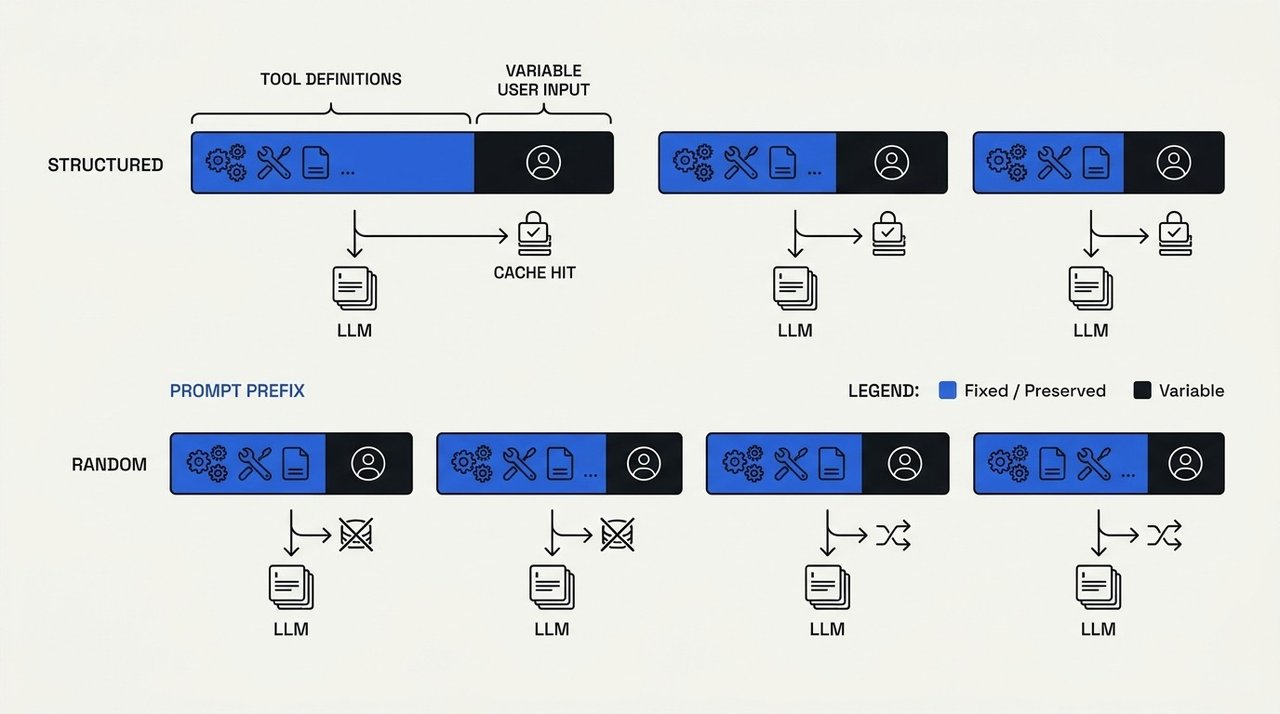 TOOL DEFINITIONS
VARIABLE
USER INPUT
STRUCTURED
...
...
CACHE HIT
LLM
LLM
LLM
PROMPT PREFIX
LEGEND:
Fixed / Preserved
Variable
RANDOM
...
...
LLM
LLM
LLM
LLM